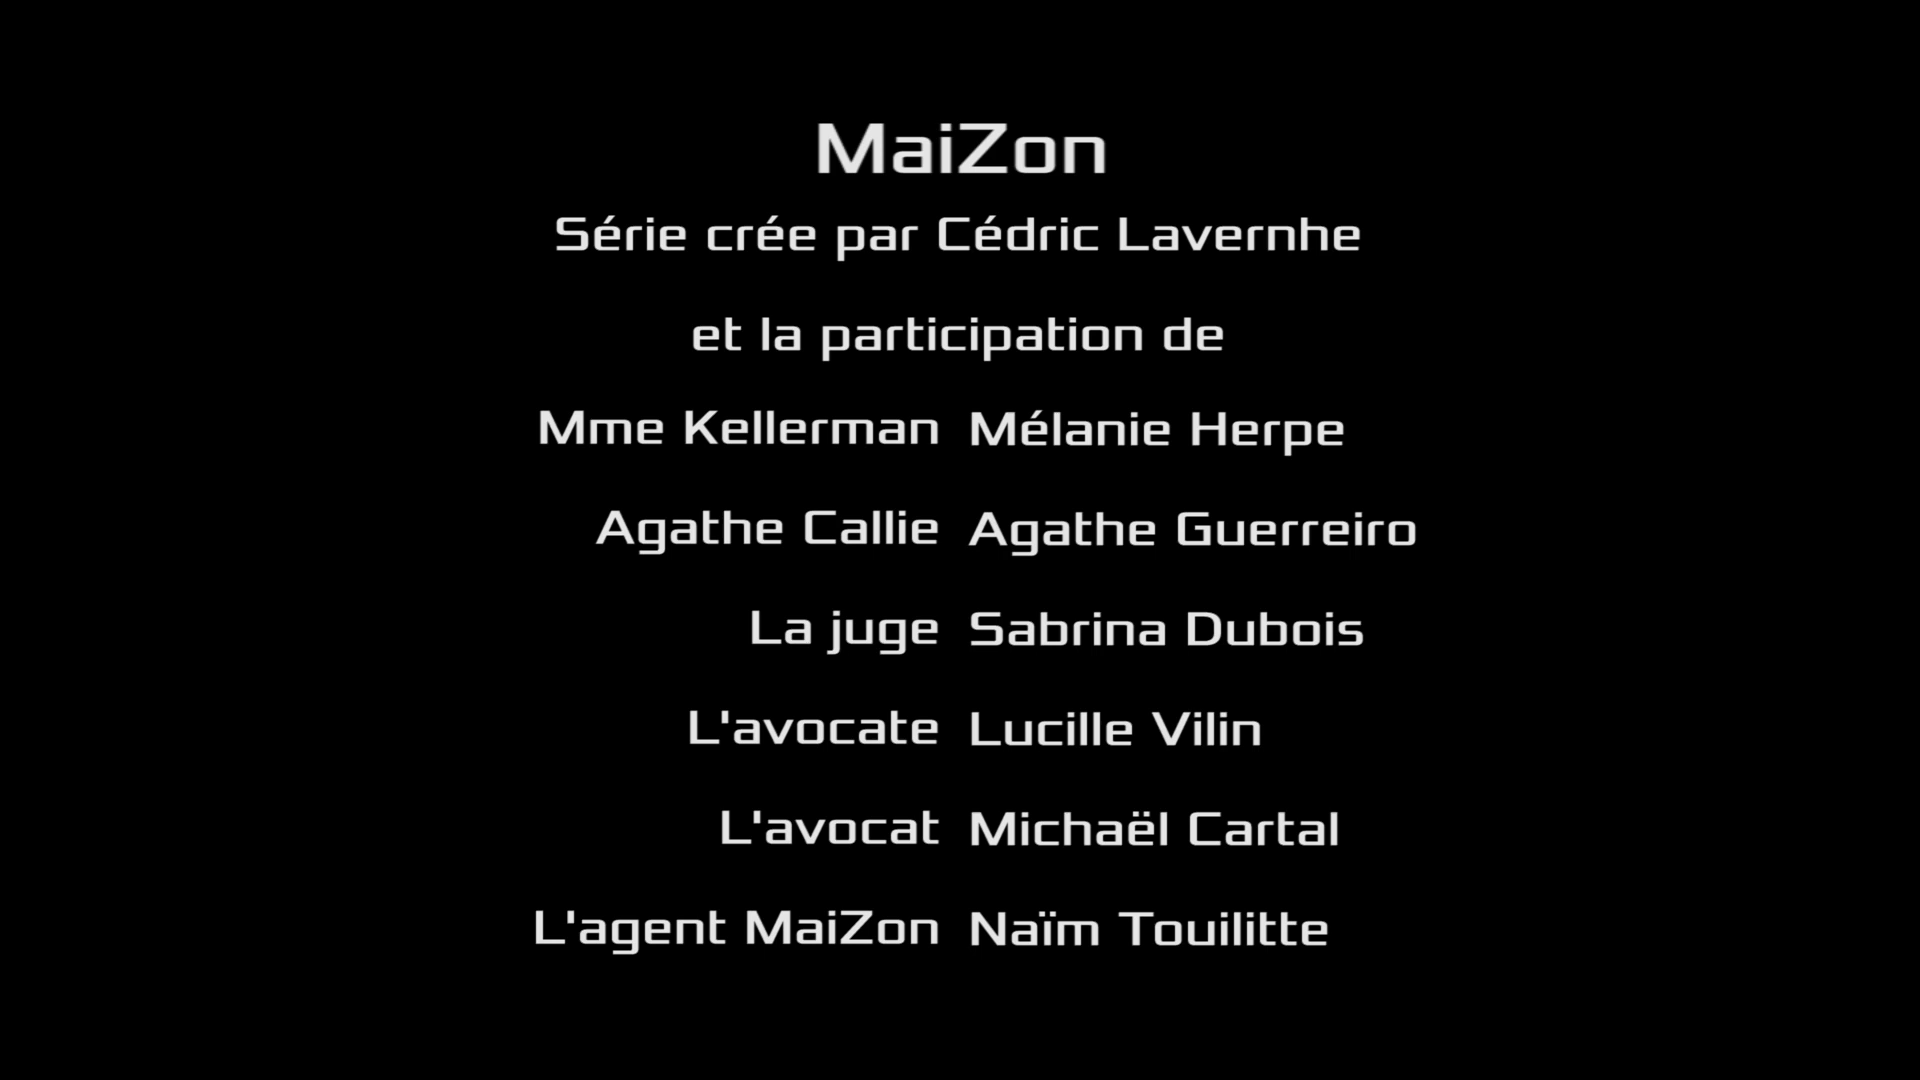 MaiZon
Série crée par Cédric Lavernhe
et la participation de
Mme Kellerman Mélanie Herpe
Agathe Callie Agathe Guerreiro
La juge Sabrina Dubois
L'avocate Lucille Vilin
L'avocat Michaël Cartal
L'agent MaiZon Naïm Touilitte